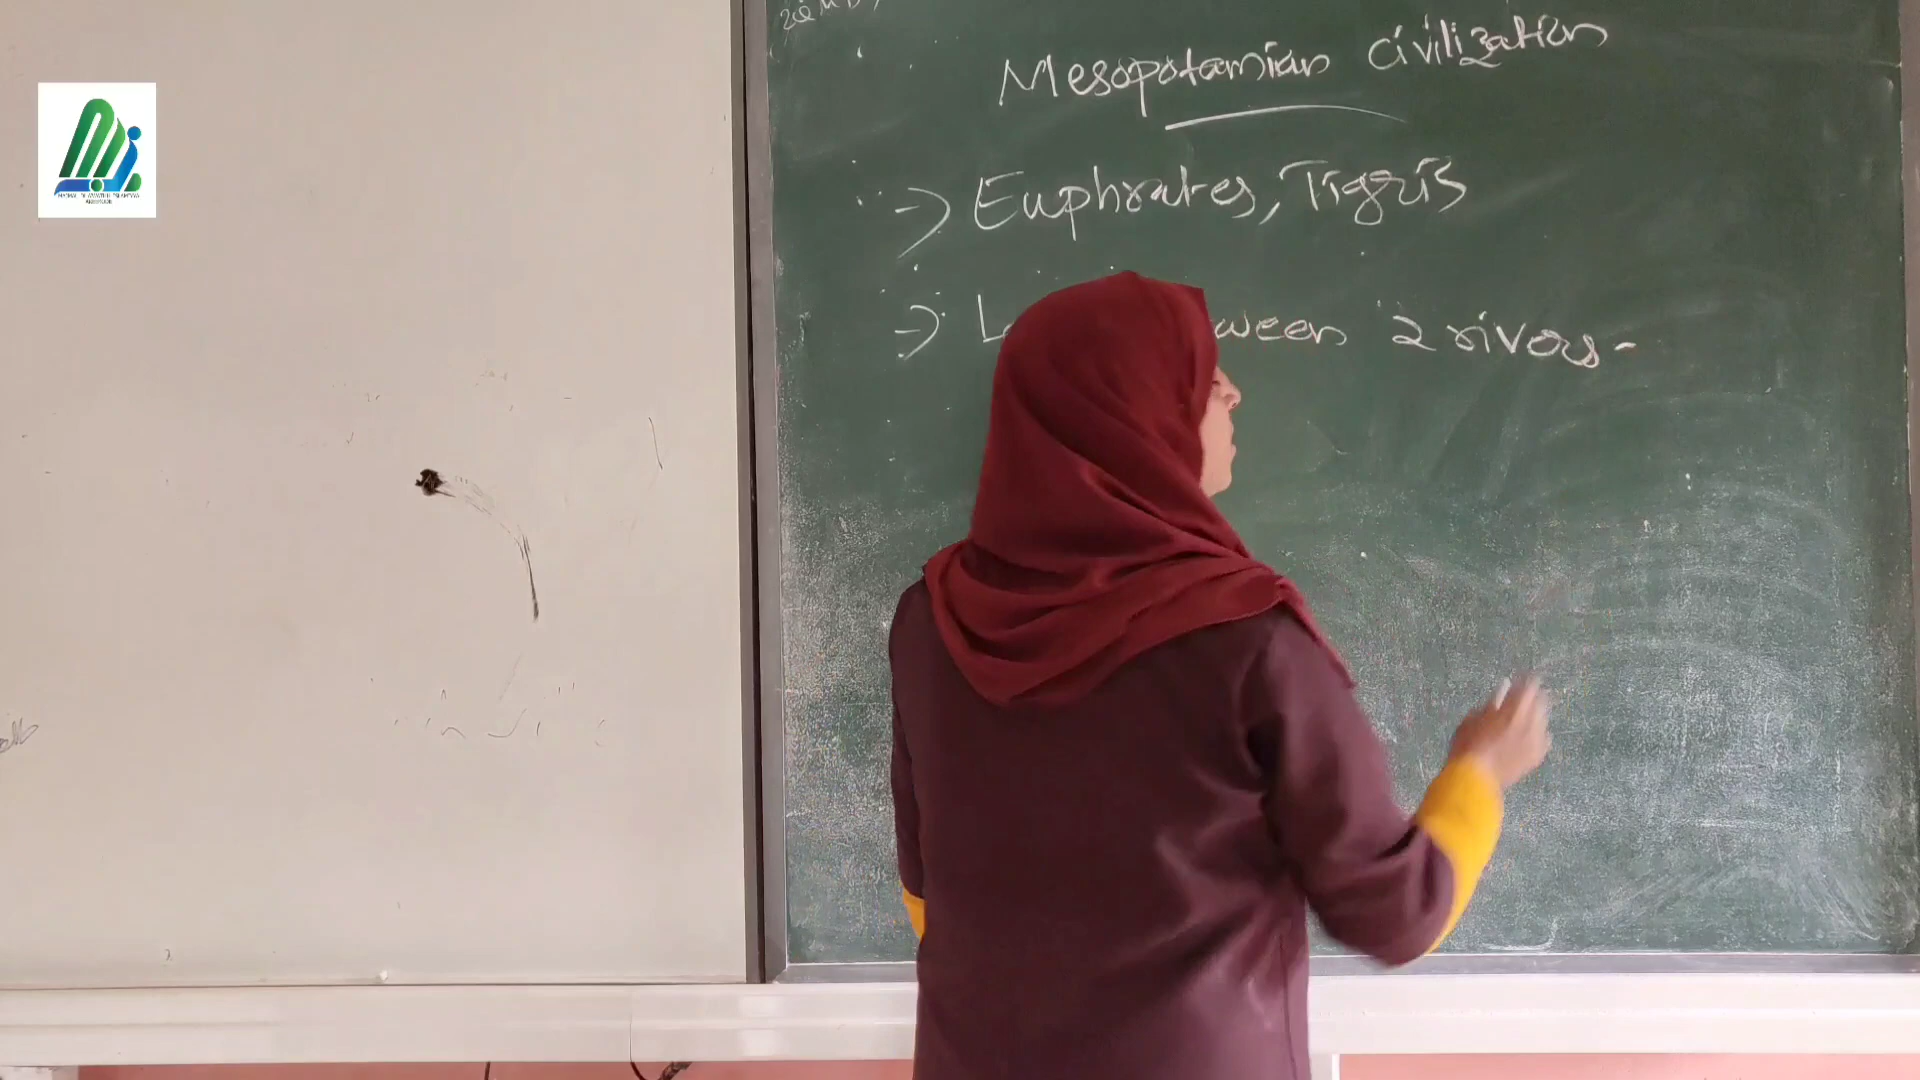 Mesopotamian civilization
→ Euphrates, Tigris
→ L ween 2 rivers -